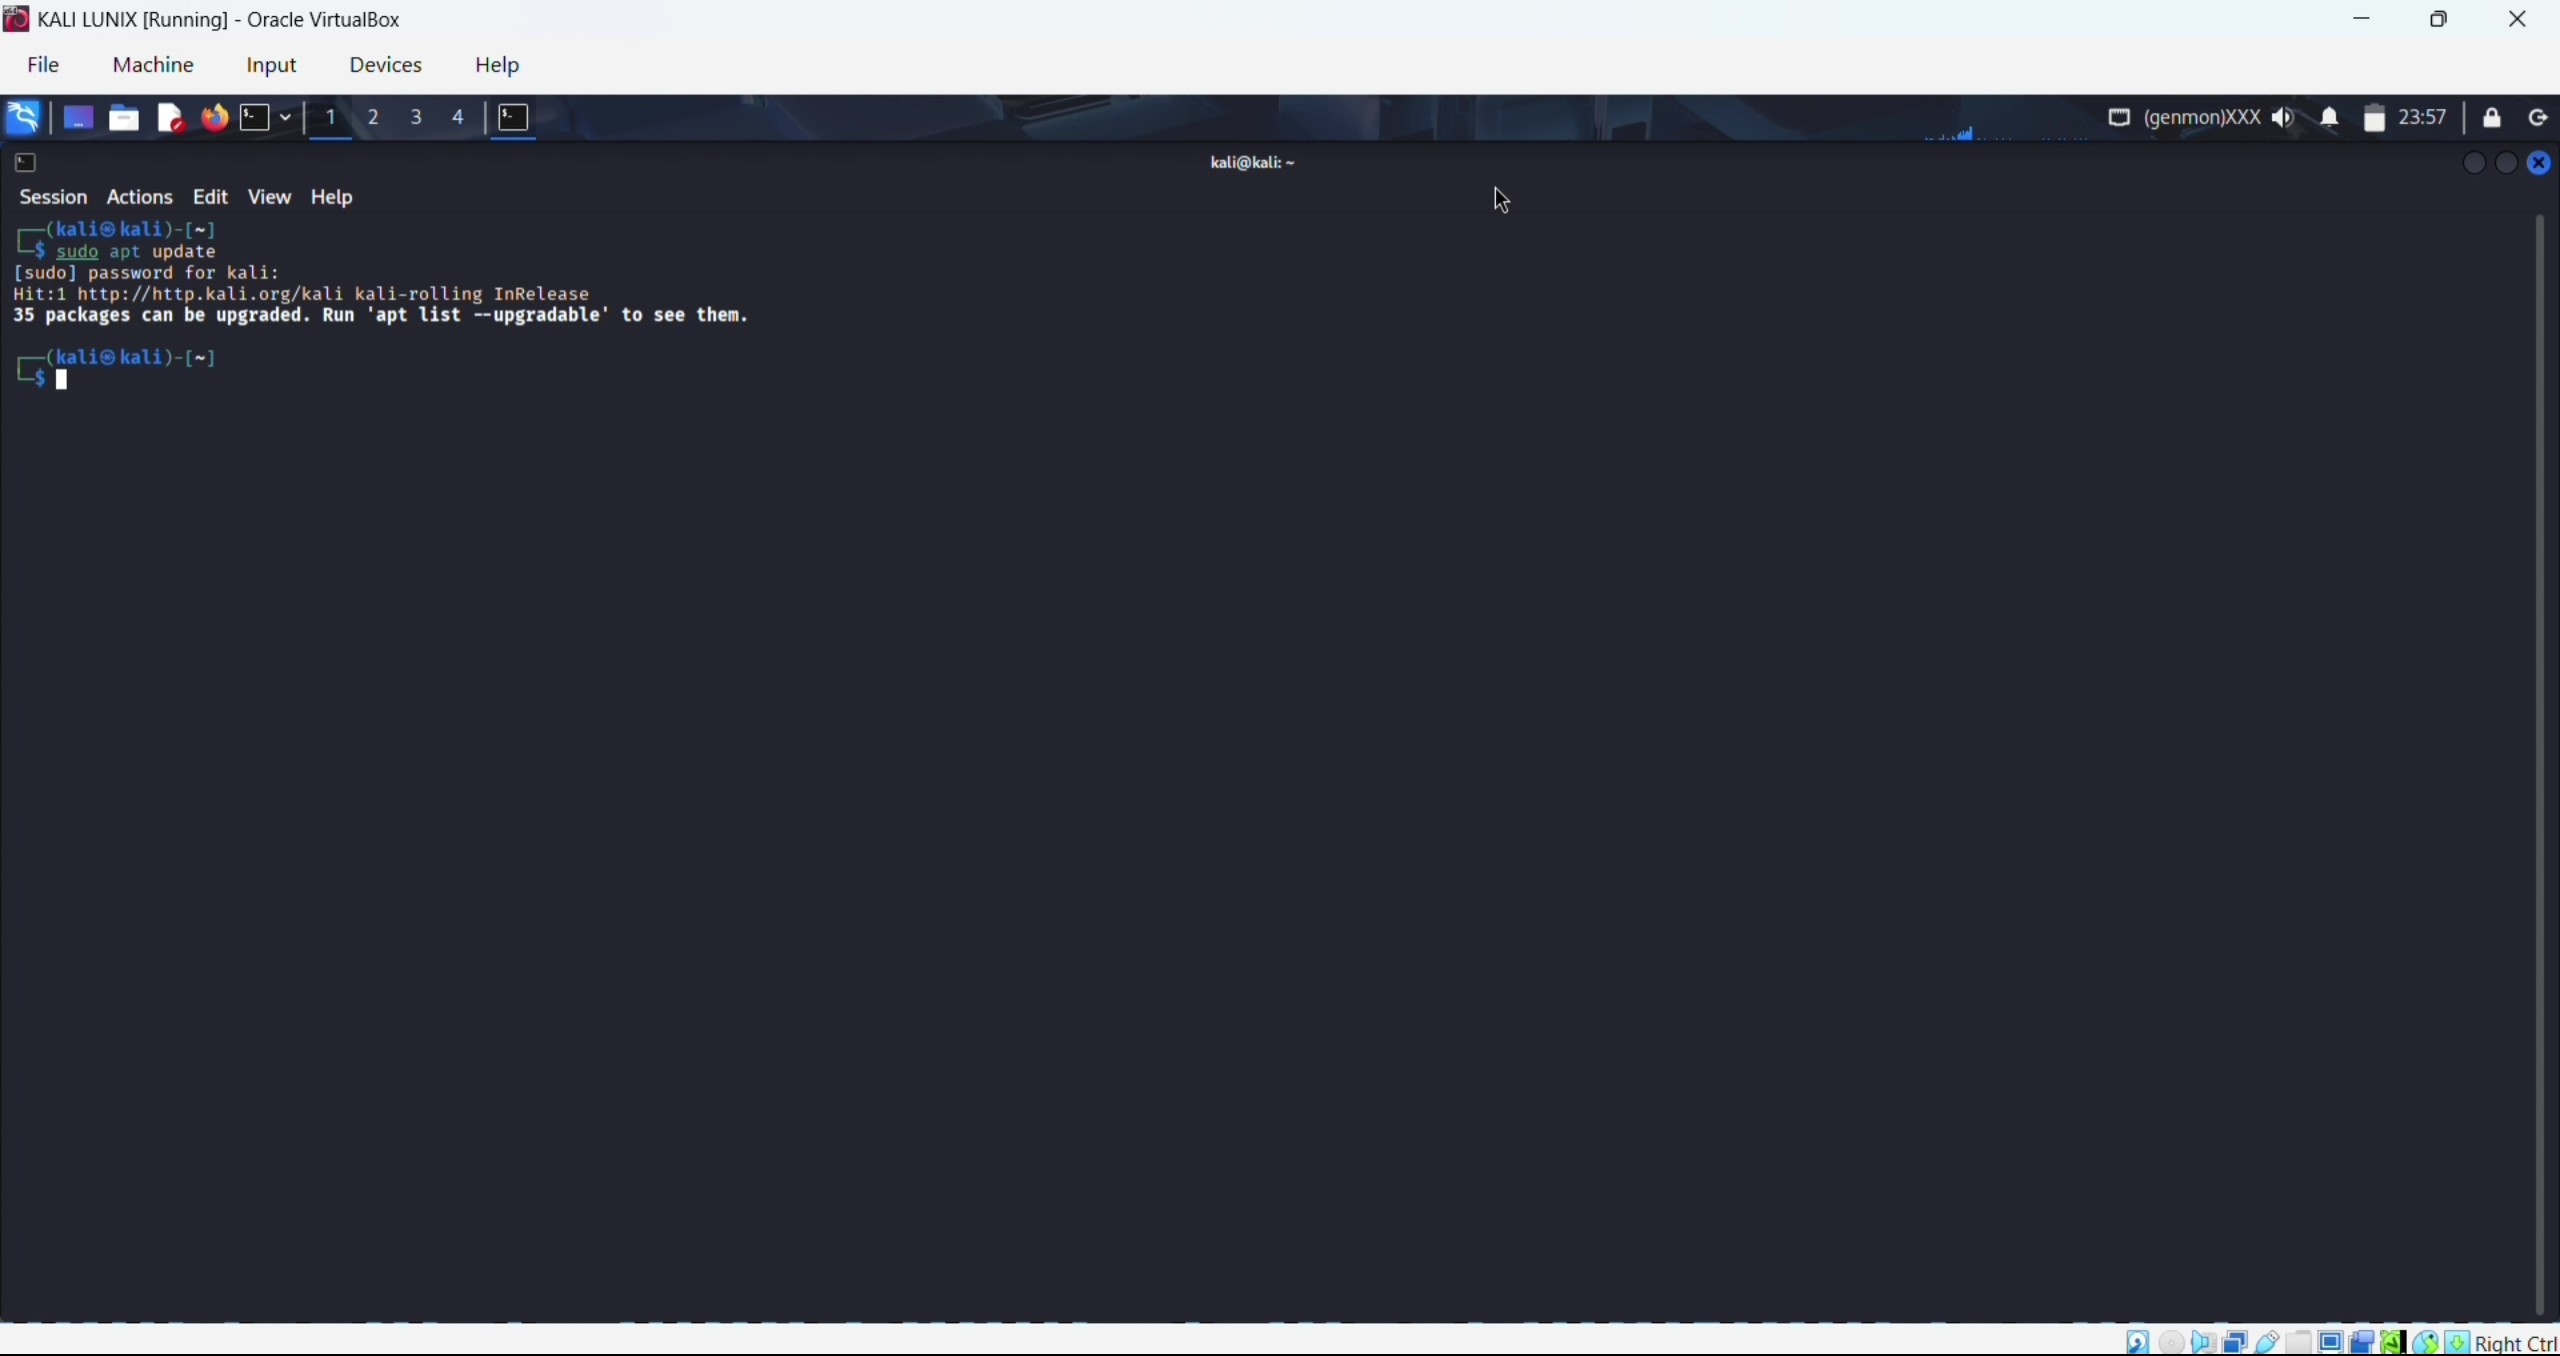 KALI LUNIX [Running] - Oracle VirtualBox
File Machine Input Devices Help
1 2 3 4 (genmon)XXX 23:57
kali@kali: ~
Session Actions Edit View Help
┌──(kali㉿kali)-[~]
└─$ sudo apt update
[sudo] password for kali:
Hit:1 http://http.kali.org/kali kali-rolling InRelease
35 packages can be upgraded. Run 'apt list --upgradable' to see them.
┌──(kali㉿kali)-[~]
└─$
Right Ctrl